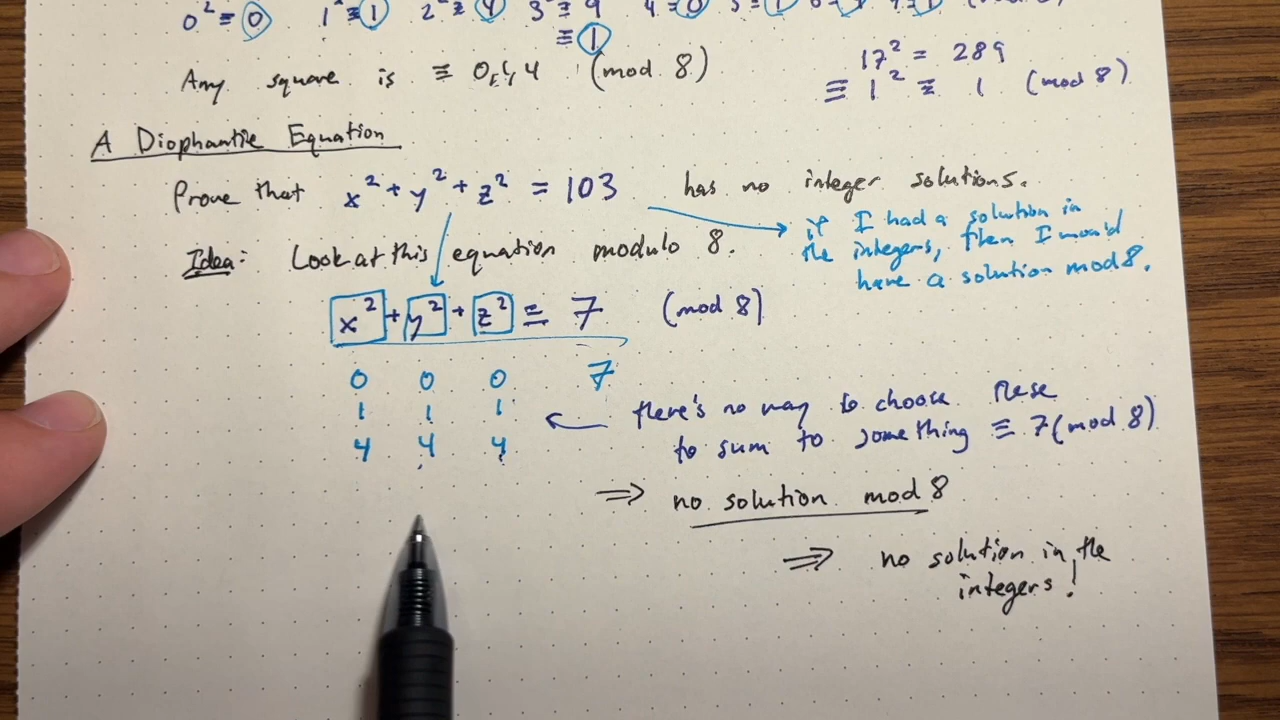 0² ≡ 0 1² ≡ 1 2² ≡ 4 3² ≡ 9
≡ 1
Any square is ≡ 0,1,4 (mod 8)
17² = 289
≡ 1² ≡ 1 (mod 8)
A Diophantine Equation
Prove that x² + y² + z² = 103 has no integer solutions.
if I had a solution in
the integers, then I would
have a solution mod 8.
Idea: Look at this equation modulo 8.
x² + y² + z² ≡ 7 (mod 8)
0 0 0 7
1 1 1
4 4 4
there's no way to choose these
to sum to something ≡ 7 (mod 8)
⇒ no solution mod 8
⇒ no solution in the
integers!